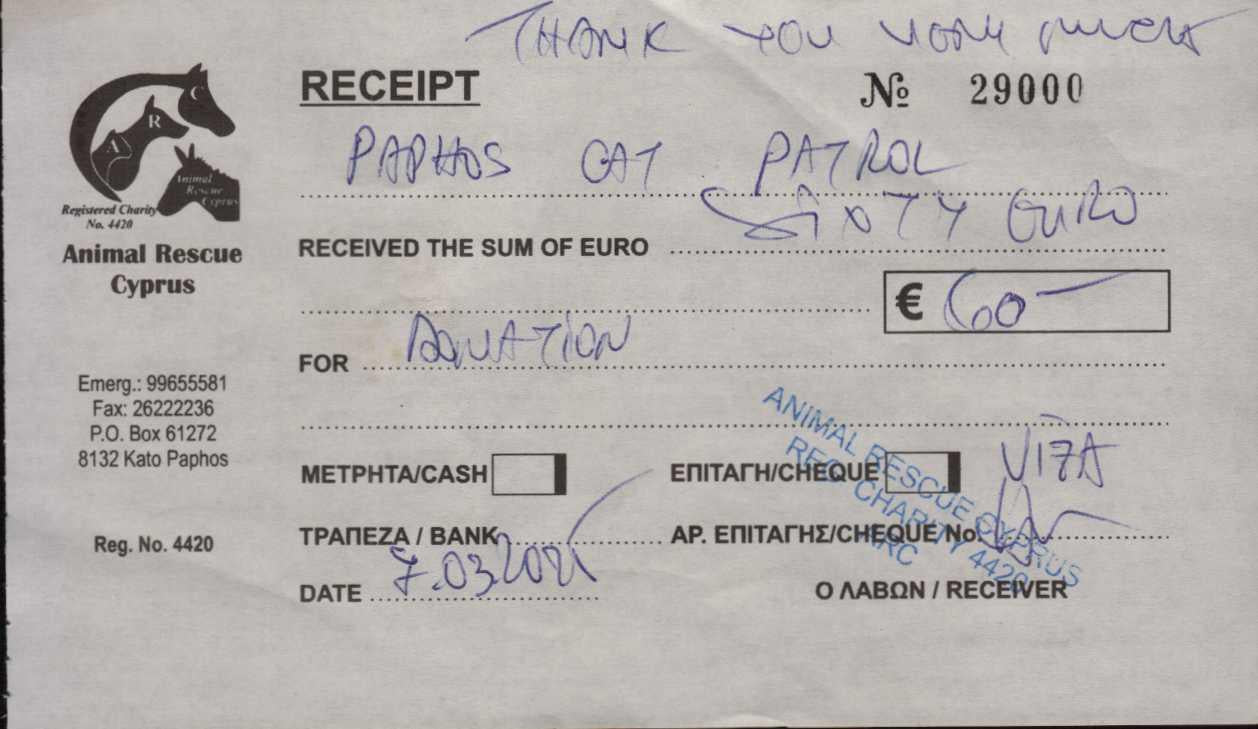 THANK YOU VERY MUCH
RECEIPT
№ 29000
A R C
Animal
Rescue
Cyprus
Registered Charity
No. 4420
Animal Rescue
Cyprus
PAPHOS CAT PATROL
SIXTY EURO
RECEIVED THE SUM OF EURO
€ 60-
FOR DONATION
Emerg.: 99655581
Fax: 26222236
P.O. Box 61272
8132 Kato Paphos
Reg. No. 4420
ΜΕΤΡΗΤΑ/CASH
ΕΠΙΤΑΓΗ/CHEQUE
ΤΡΑΠΕΖΑ / BANK
ΑΡ. ΕΠΙΤΑΓΗΣ/CHEQUE No.
DATE 7.03.2021
Ο ΛΑΒΩΝ / RECEIVER
ANIMAL RESCUE CYPRUS
REG CHARITY 4420
ARC